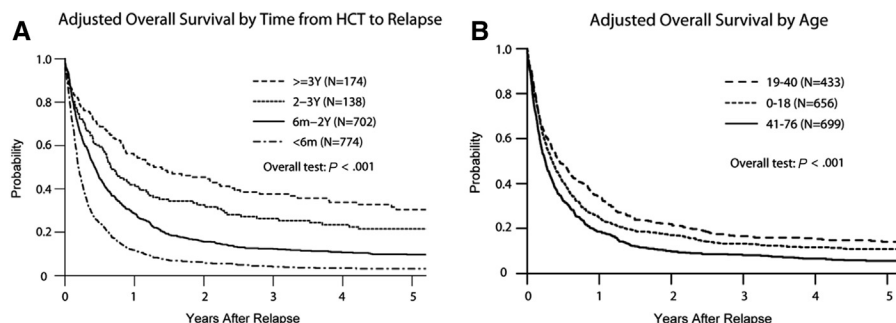 Adjusted Overall Survival by Time from HCT to Relapse
A
1.0
0.8
0.6
0.4
0.2
0
Probability
>=3Y (N=174)
2–3Y (N=138)
6m–2Y (N=702)
<6m (N=774)
Overall test: P < .001
0 1 2 3 4 5
Years After Relapse
Adjusted Overall Survival by Age
B
1.0
0.8
0.6
0.4
0.2
0
Probability
19-40 (N=433)
0-18 (N=656)
41-76 (N=699)
Overall test: P < .001
0 1 2 3 4 5
Years After Relapse